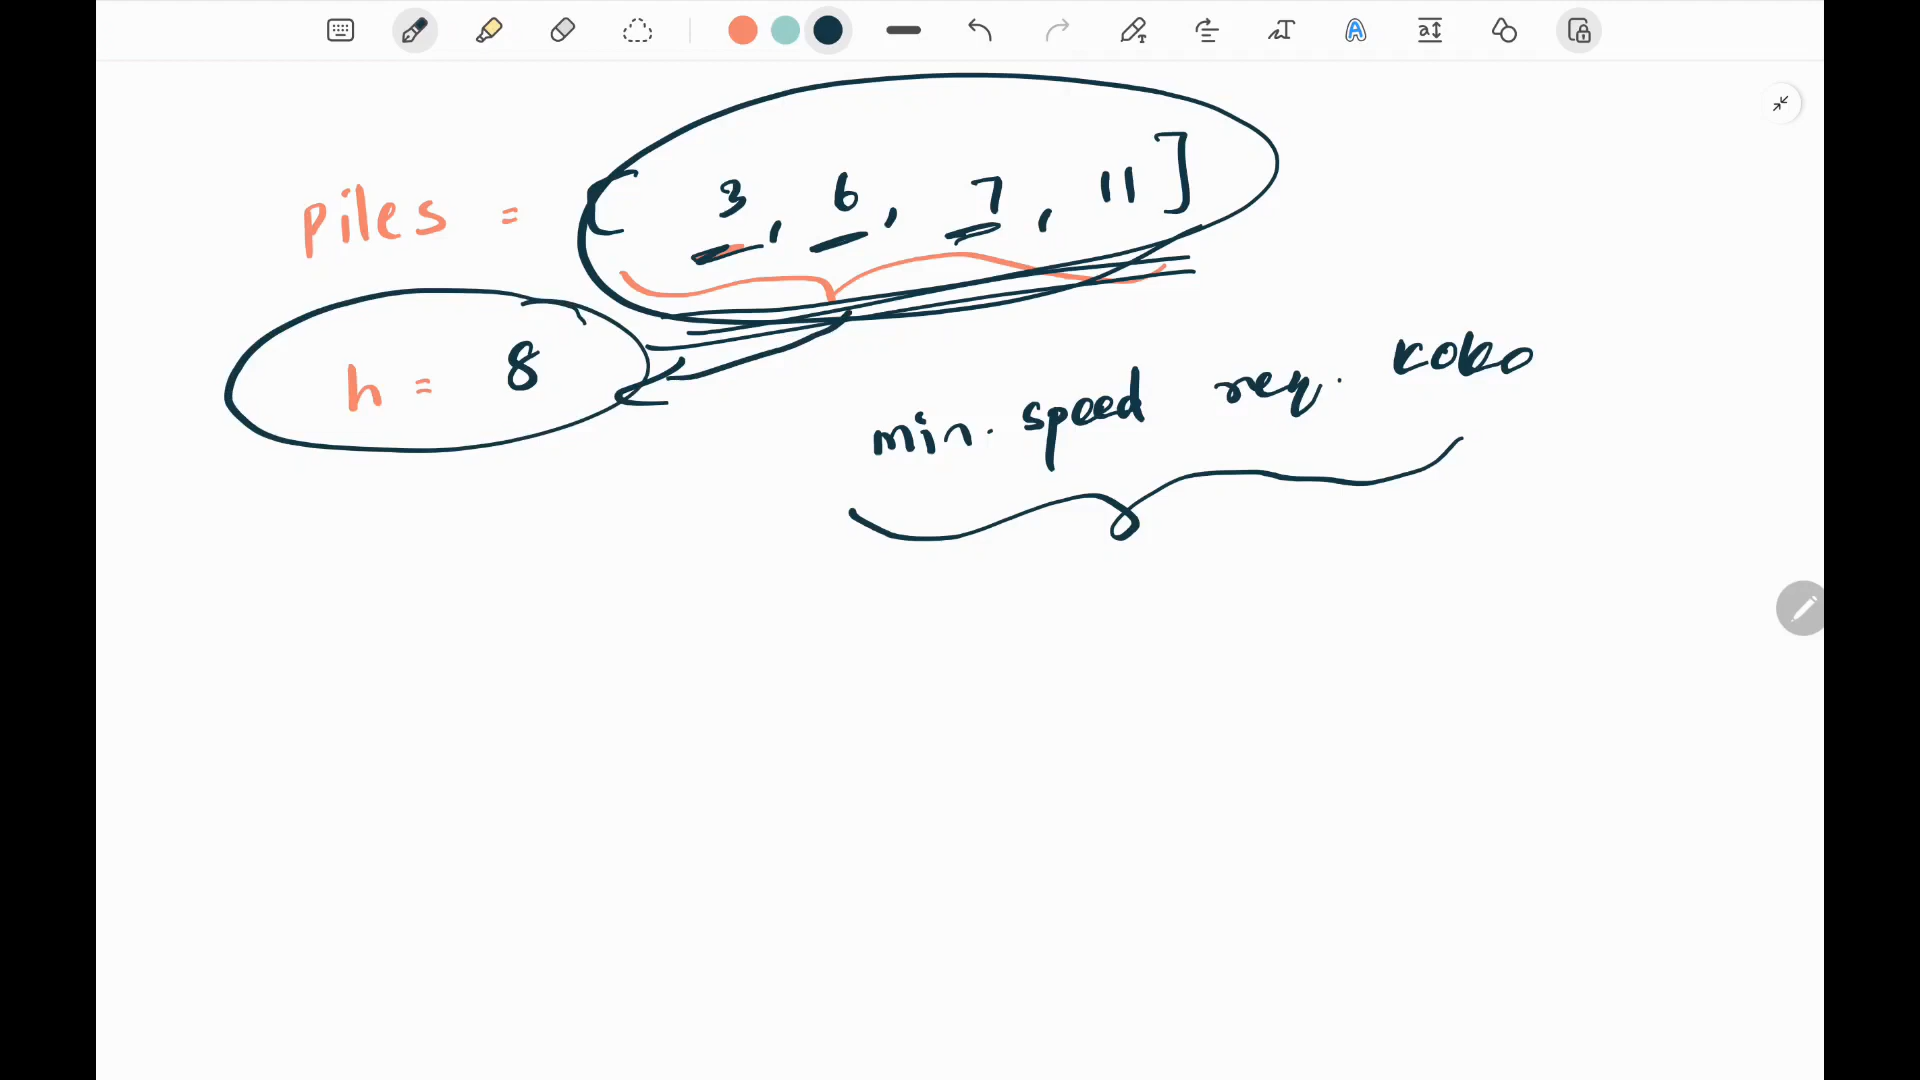 piles = [ 3, 6, 7, 11 ]
h = 8
min. speed req. koko